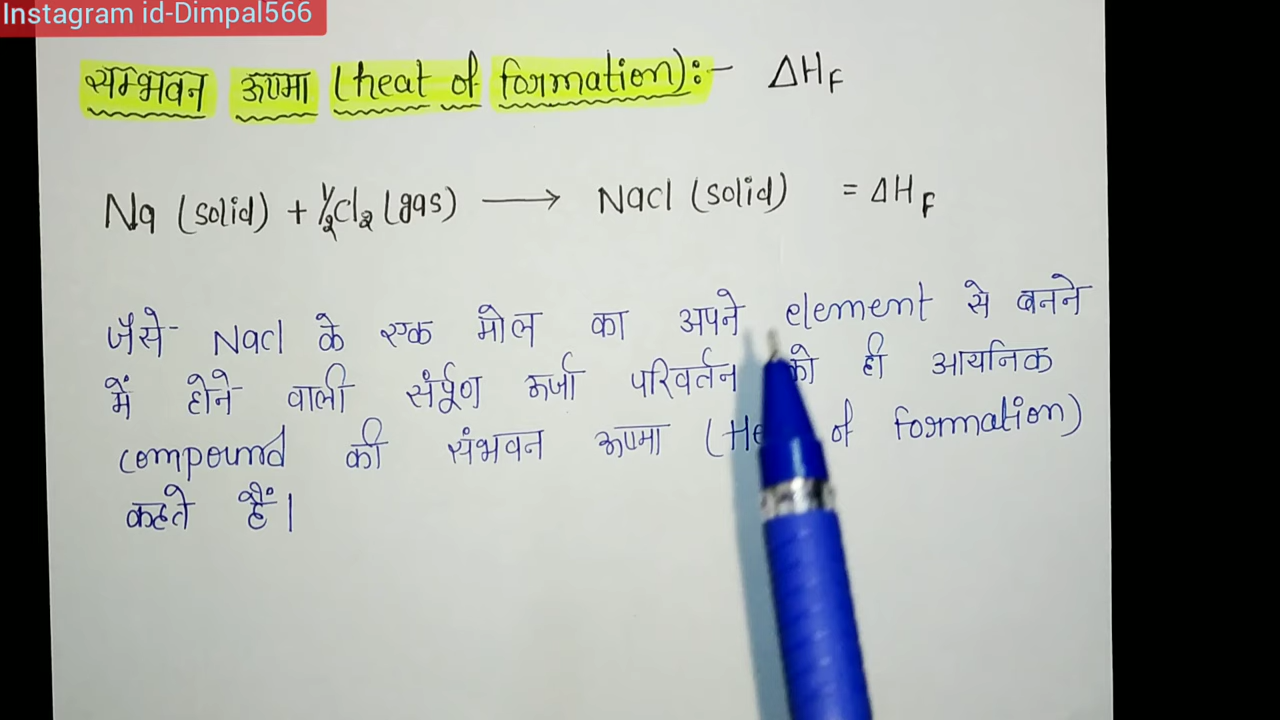 Instagram id-Dimpal566
सम्भवन ऊष्मा (heat of formation):- ΔHF
Na (solid) + 1/2Cl2 (gas) ⟶ Nacl (solid) = ΔHF
जैसे- Nacl के एक मोल का अपने element से बनने
में होने वाली संर्पूण ऊर्जा परिवर्तन को ही आयनिक
compound की संभवन ऊष्मा (He of formation)
कहते हैं।